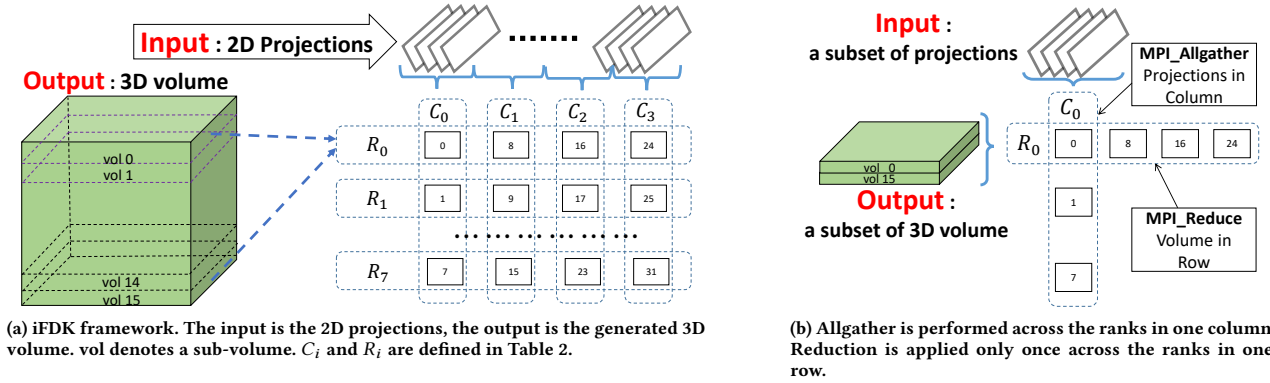 Input : 2D Projections
Output : 3D volume
vol 0
vol 1
vol 14
vol 15
C0 C1 C2 C3
R0 0 8 16 24
R1 1 9 17 25
... ... ... ... ... ...
R7 7 15 23 31
(a) iFDK framework. The input is the 2D projections, the output is the generated 3D
volume. vol denotes a sub-volume. Ci and Ri are defined in Table 2.
Input :
a subset of projections
MPI_Allgather
Projections in
Column
C0
R0 0 8 16 24
1
7
vol 0
vol 15
Output :
a subset of 3D volume
MPI_Reduce
Volume in
Row
(b) Allgather is performed across the ranks in one column
Reduction is applied only once across the ranks in one
row.